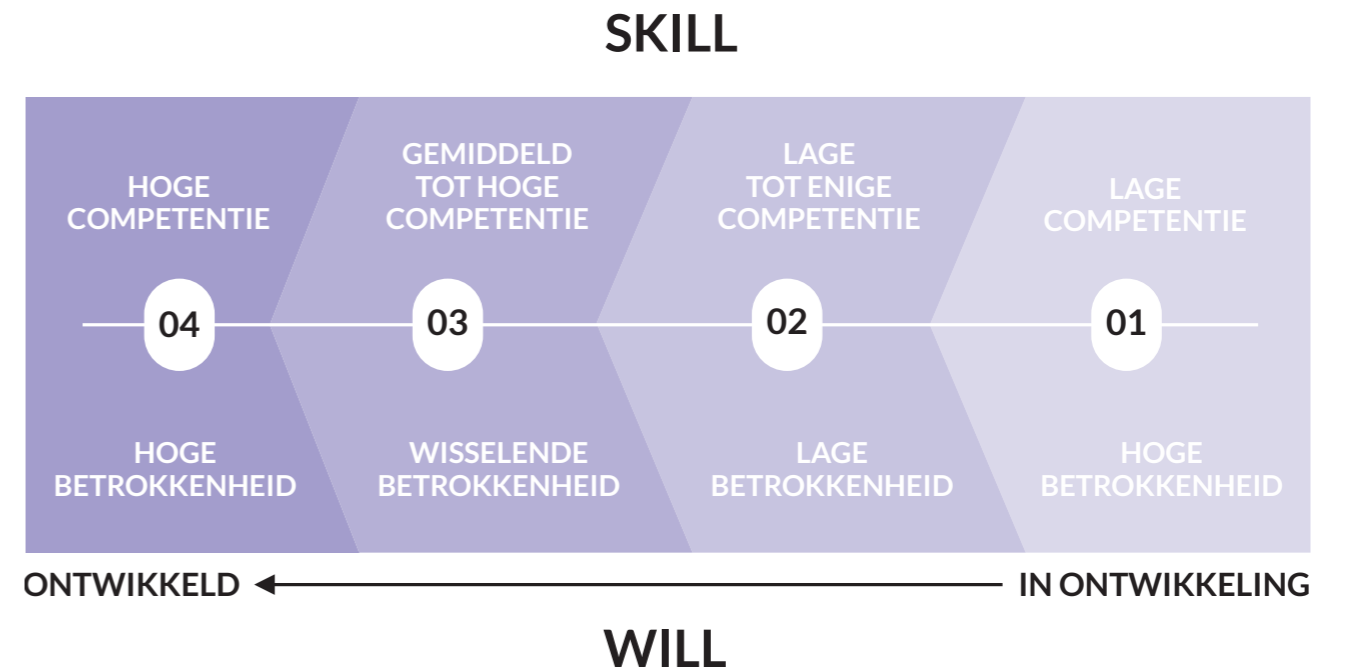 SKILL
HOGE
COMPETENTIE
GEMIDDELD
TOT HOGE
COMPETENTIE
LAGE
TOT ENIGE
COMPETENTIE
LAGE
COMPETENTIE
04
03
02
01
HOGE
BETROKKENHEID
WISSELENDE
BETROKKENHEID
LAGE
BETROKKENHEID
HOGE
BETROKKENHEID
ONTWIKKELD
IN ONTWIKKELING
WILL